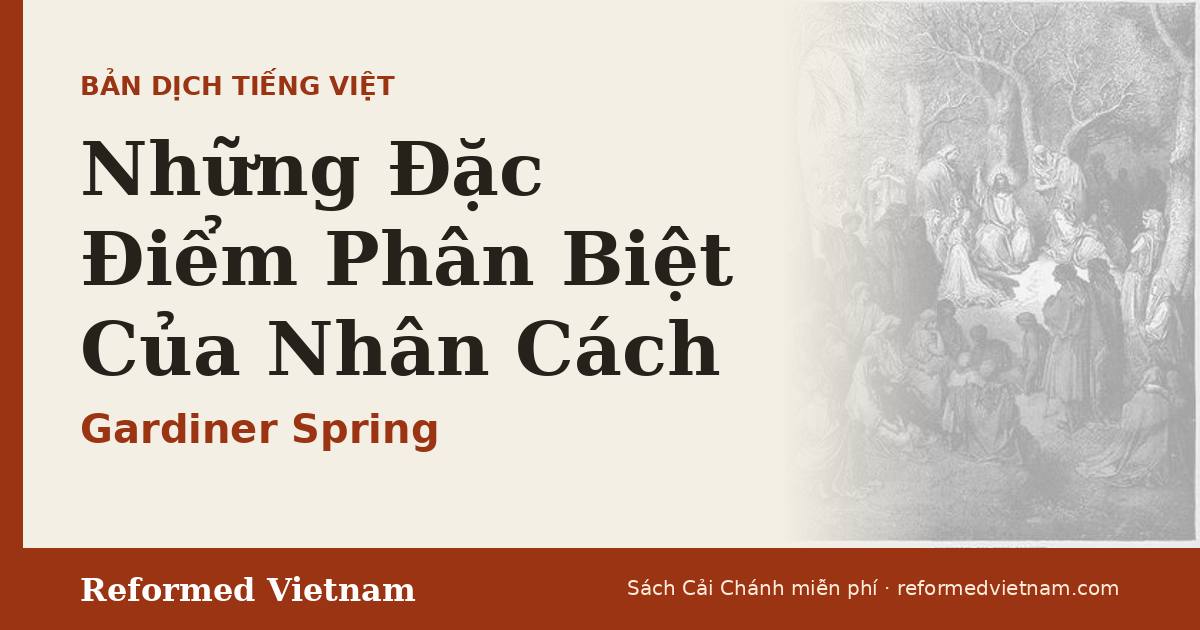 BẢN DỊCH TIẾNG VIỆT
Những Đặc
Điểm Phân Biệt
Của Nhân Cách
Gardiner Spring
Reformed Vietnam
Sách Cải Chánh miễn phí · reformedvietnam.com